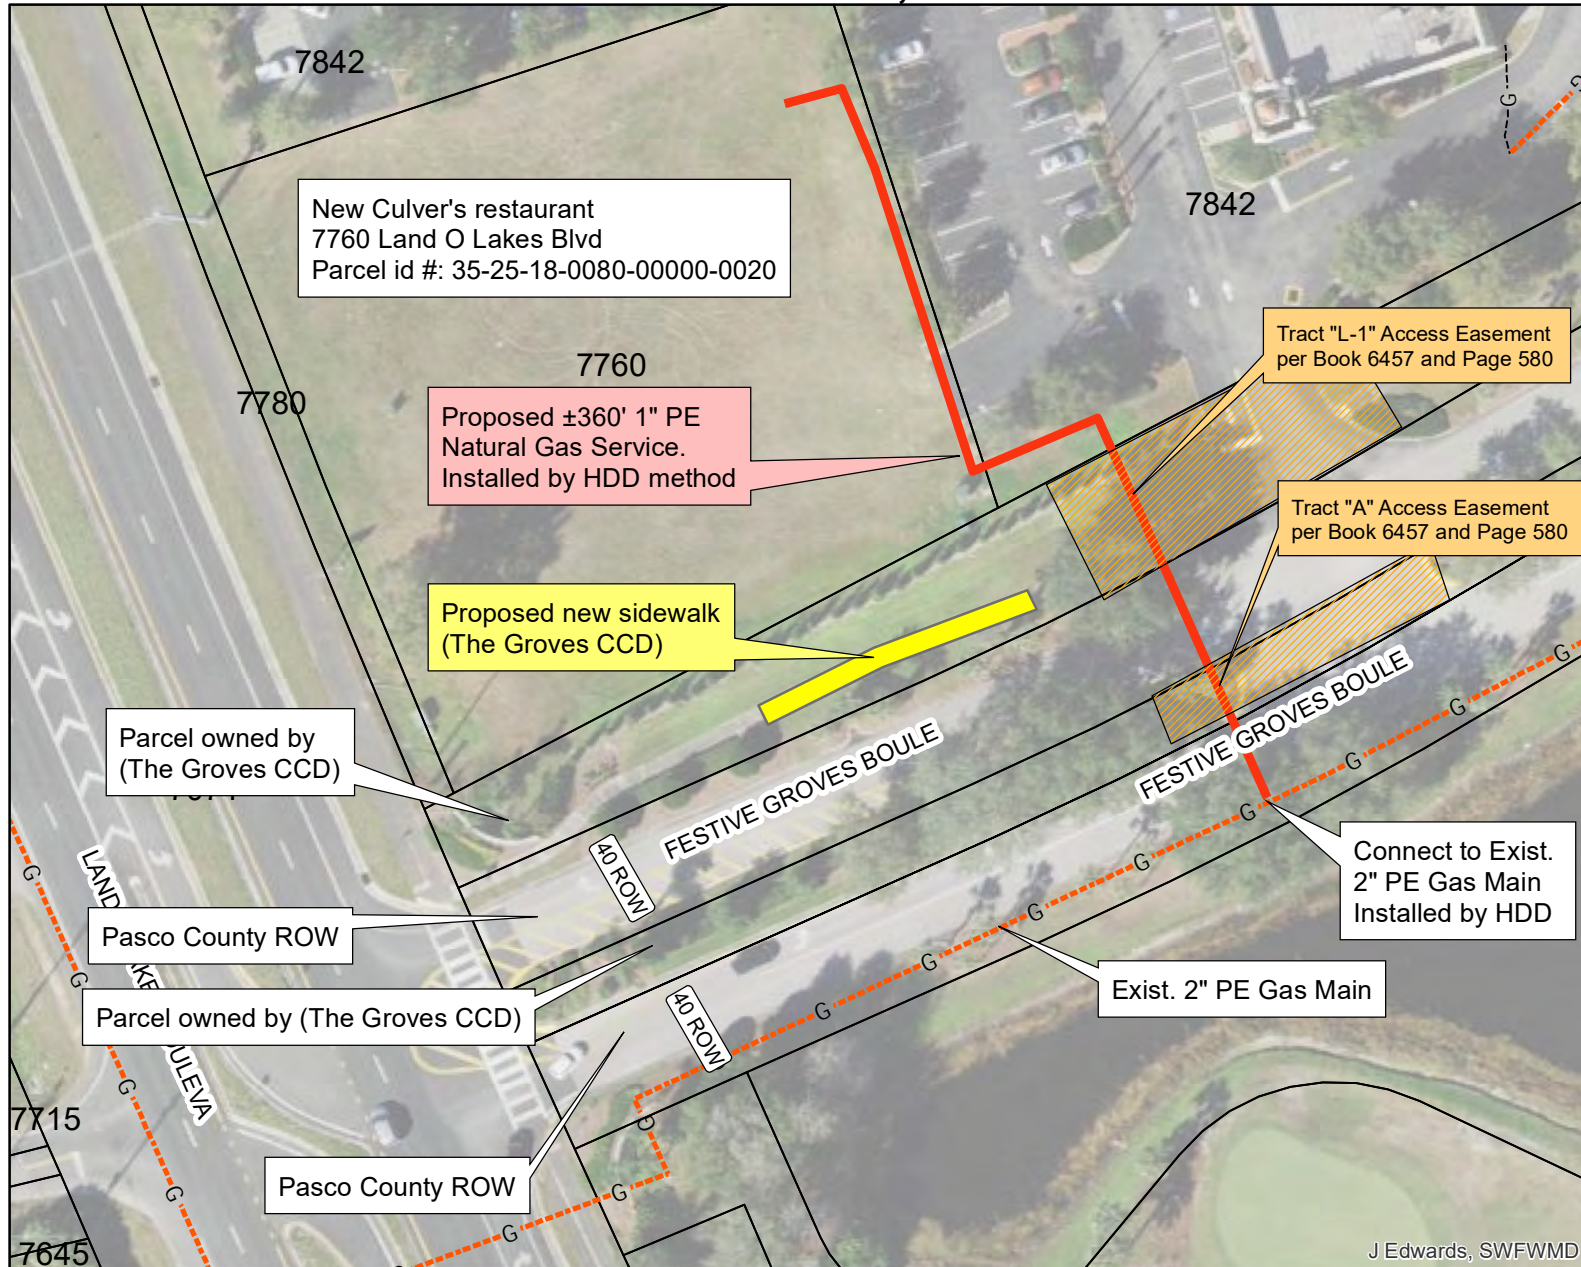 7842
New Culver's restaurant
7760 Land O Lakes Blvd
Parcel id #: 35-25-18-0080-00000-0020
7842
G
G
Tract "L-1" Access Easement
per Book 6457 and Page 580
7760
7780
Proposed ±360' 1" PE
Natural Gas Service.
Installed by HDD method
Tract "A" Access Easement
per Book 6457 and Page 580
Proposed new sidewalk
(The Groves CCD)
Parcel owned by
(The Groves CCD)
FESTIVE GROVES BOULE
FESTIVE GROVES BOULE
G
G
G
G
G
G
G
G
40 ROW
Connect to Exist.
2" PE Gas Main
Installed by HDD
Pasco County ROW
Exist. 2" PE Gas Main
Parcel owned by (The Groves CCD)
40 ROW
G
G
G
G
G
G
G
LAND
AKE
ULEVA
7715
Pasco County ROW
7645
J Edwards, SWFWMD